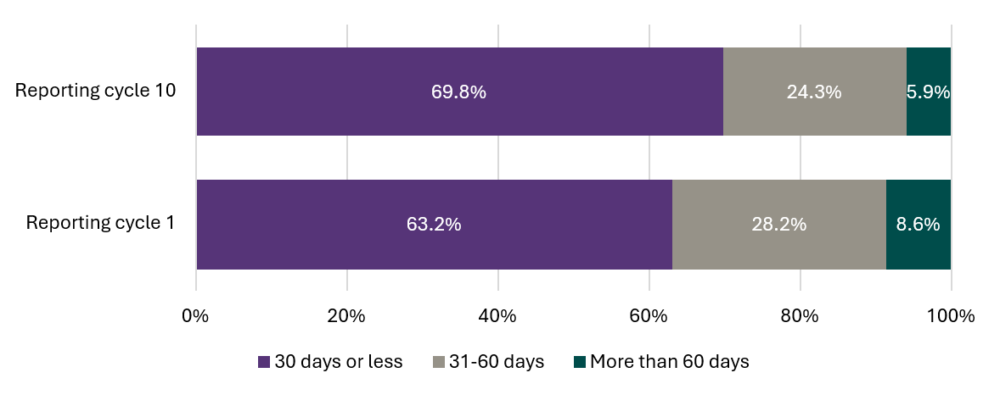 Reporting cycle 10
69.8% 24.3% 5.9%
Reporting cycle 1
63.2% 28.2% 8.6%
0% 20% 40% 60% 80% 100%
30 days or less 31-60 days More than 60 days